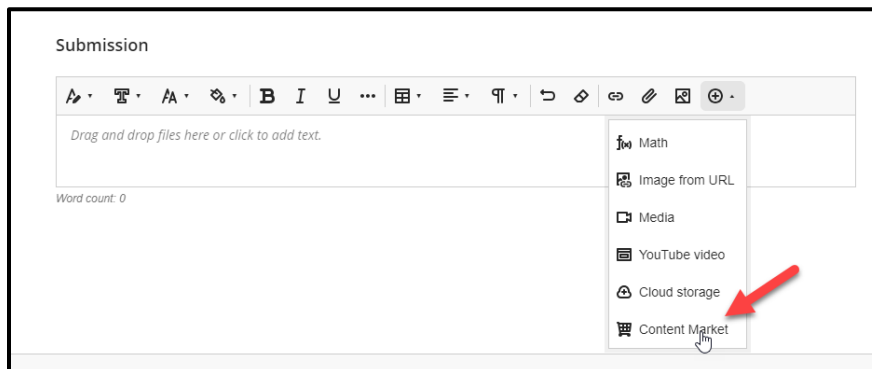 Submission
Drag and drop files here or click to add text.
Word count: 0
Math
Image from URL
Media
YouTube video
Cloud storage
Content Market